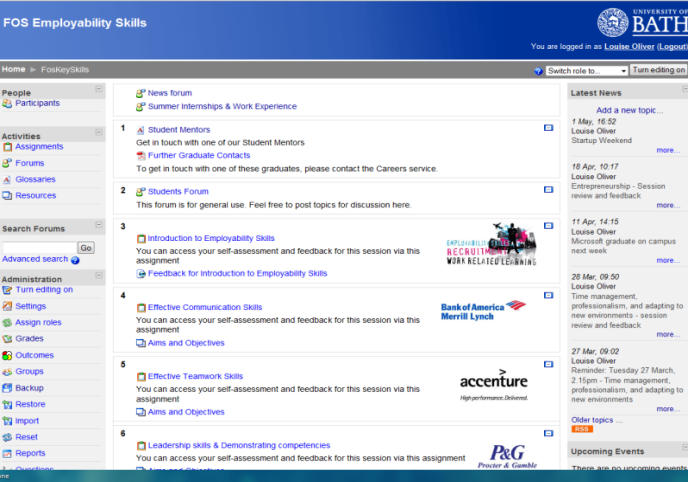 FOS Employability Skills
UNIVERSITY OF
BATH
You are logged in as Louise Oliver (Logout)
Home ► FosKeySkills
Switch role to...
Turn editing on
People
Participants
Activities
Assignments
Forums
Glossaries
Resources
Search Forums
Go
Advanced search
Administration
Turn editing on
Settings
Assign roles
Grades
Outcomes
Groups
Backup
Restore
Import
Reset
Reports
Questions
News forum
Summer Internships & Work Experience
1
Student Mentors
Get in touch with one of our Student Mentors
Further Graduate Contacts
To get in touch with one of these graduates, please contact the Careers service.
2
Students Forum
This forum is for general use. Feel free to post topics for discussion here.
3
Introduction to Employability Skills
You can access your self-assessment and feedback for this session via this
assignment
Feedback for Introduction to Employability Skills
EMPLOYABILITY
RECRUITMENT
WORK RELATED LEARNING
4
Effective Communication Skills
You can access your self-assessment and feedback for this session via this
assignment
Aims and Objectives
Bank of America
Merrill Lynch
5
Effective Teamwork Skills
You can access your self-assessment and feedback for this session via this
assignment
Aims and Objectives
accenture
High performance. Delivered.
6
Leadership skills & Demonstrating competencies
You can access your self-assessment and feedback for this session via this assignment
Aims and Objectives
P&G
Procter & Gamble
Latest News
Add a new topic...
1 May, 16:52
Louise Oliver
Startup Weekend
more...
18 Apr, 10:17
Louise Oliver
Entrepreneurship - Session
review and feedback
more...
11 Apr, 14:15
Louise Oliver
Microsoft graduate on campus
next week
more...
28 Mar, 09:50
Louise Oliver
Time management,
professionalism, and adapting to
new environments - session
review and feedback
more...
27 Mar, 09:02
Louise Oliver
Reminder: Tuesday 27 March,
2.15pm - Time management,
professionalism, and adapting to
new environments
more...
Older topics ...
RSS
Upcoming Events
There are no upcoming events